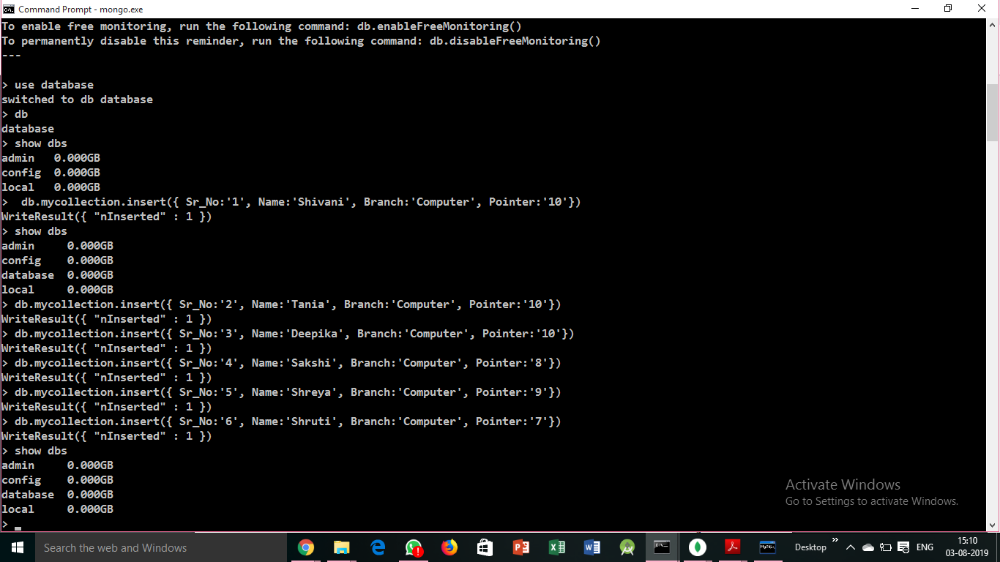 Command Prompt - mongo.exe
To enable free monitoring, run the following command: db.enableFreeMonitoring()
To permanently disable this reminder, run the following command: db.disableFreeMonitoring()
---
> use database
switched to db database
> db
database
> show dbs
admin   0.000GB
config  0.000GB
local   0.000GB
>  db.mycollection.insert({ Sr_No:'1', Name:'Shivani', Branch:'Computer', Pointer:'10'})
WriteResult({ "nInserted" : 1 })
> show dbs
admin     0.000GB
config    0.000GB
database  0.000GB
local     0.000GB
> db.mycollection.insert({ Sr_No:'2', Name:'Tania', Branch:'Computer', Pointer:'10'})
WriteResult({ "nInserted" : 1 })
> db.mycollection.insert({ Sr_No:'3', Name:'Deepika', Branch:'Computer', Pointer:'10'})
WriteResult({ "nInserted" : 1 })
> db.mycollection.insert({ Sr_No:'4', Name:'Sakshi', Branch:'Computer', Pointer:'8'})
WriteResult({ "nInserted" : 1 })
> db.mycollection.insert({ Sr_No:'5', Name:'Shreya', Branch:'Computer', Pointer:'9'})
WriteResult({ "nInserted" : 1 })
> db.mycollection.insert({ Sr_No:'6', Name:'Shruti', Branch:'Computer', Pointer:'7'})
WriteResult({ "nInserted" : 1 })
> show dbs
admin     0.000GB
config    0.000GB
database  0.000GB
local     0.000GB
> _
Activate Windows
Go to Settings to activate Windows.
Search the web and Windows
Desktop
ENG
15:10
03-08-2019